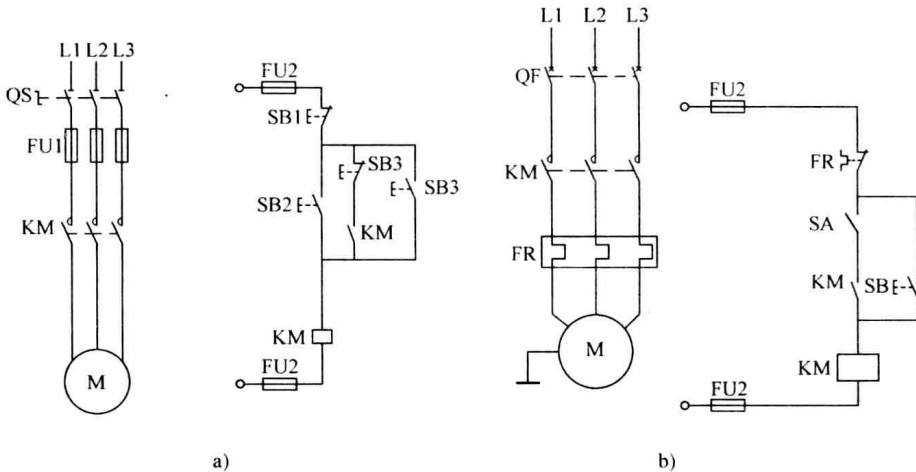 L1 L2 L3
QS
FU1
KM
M
FU2
SB1
SB3
SB3
SB2
KM
KM
FU2
a)
L1 L2 L3
QF
KM
FR
M
FU2
FR
SA
KM
SB
KM
FU2
b)